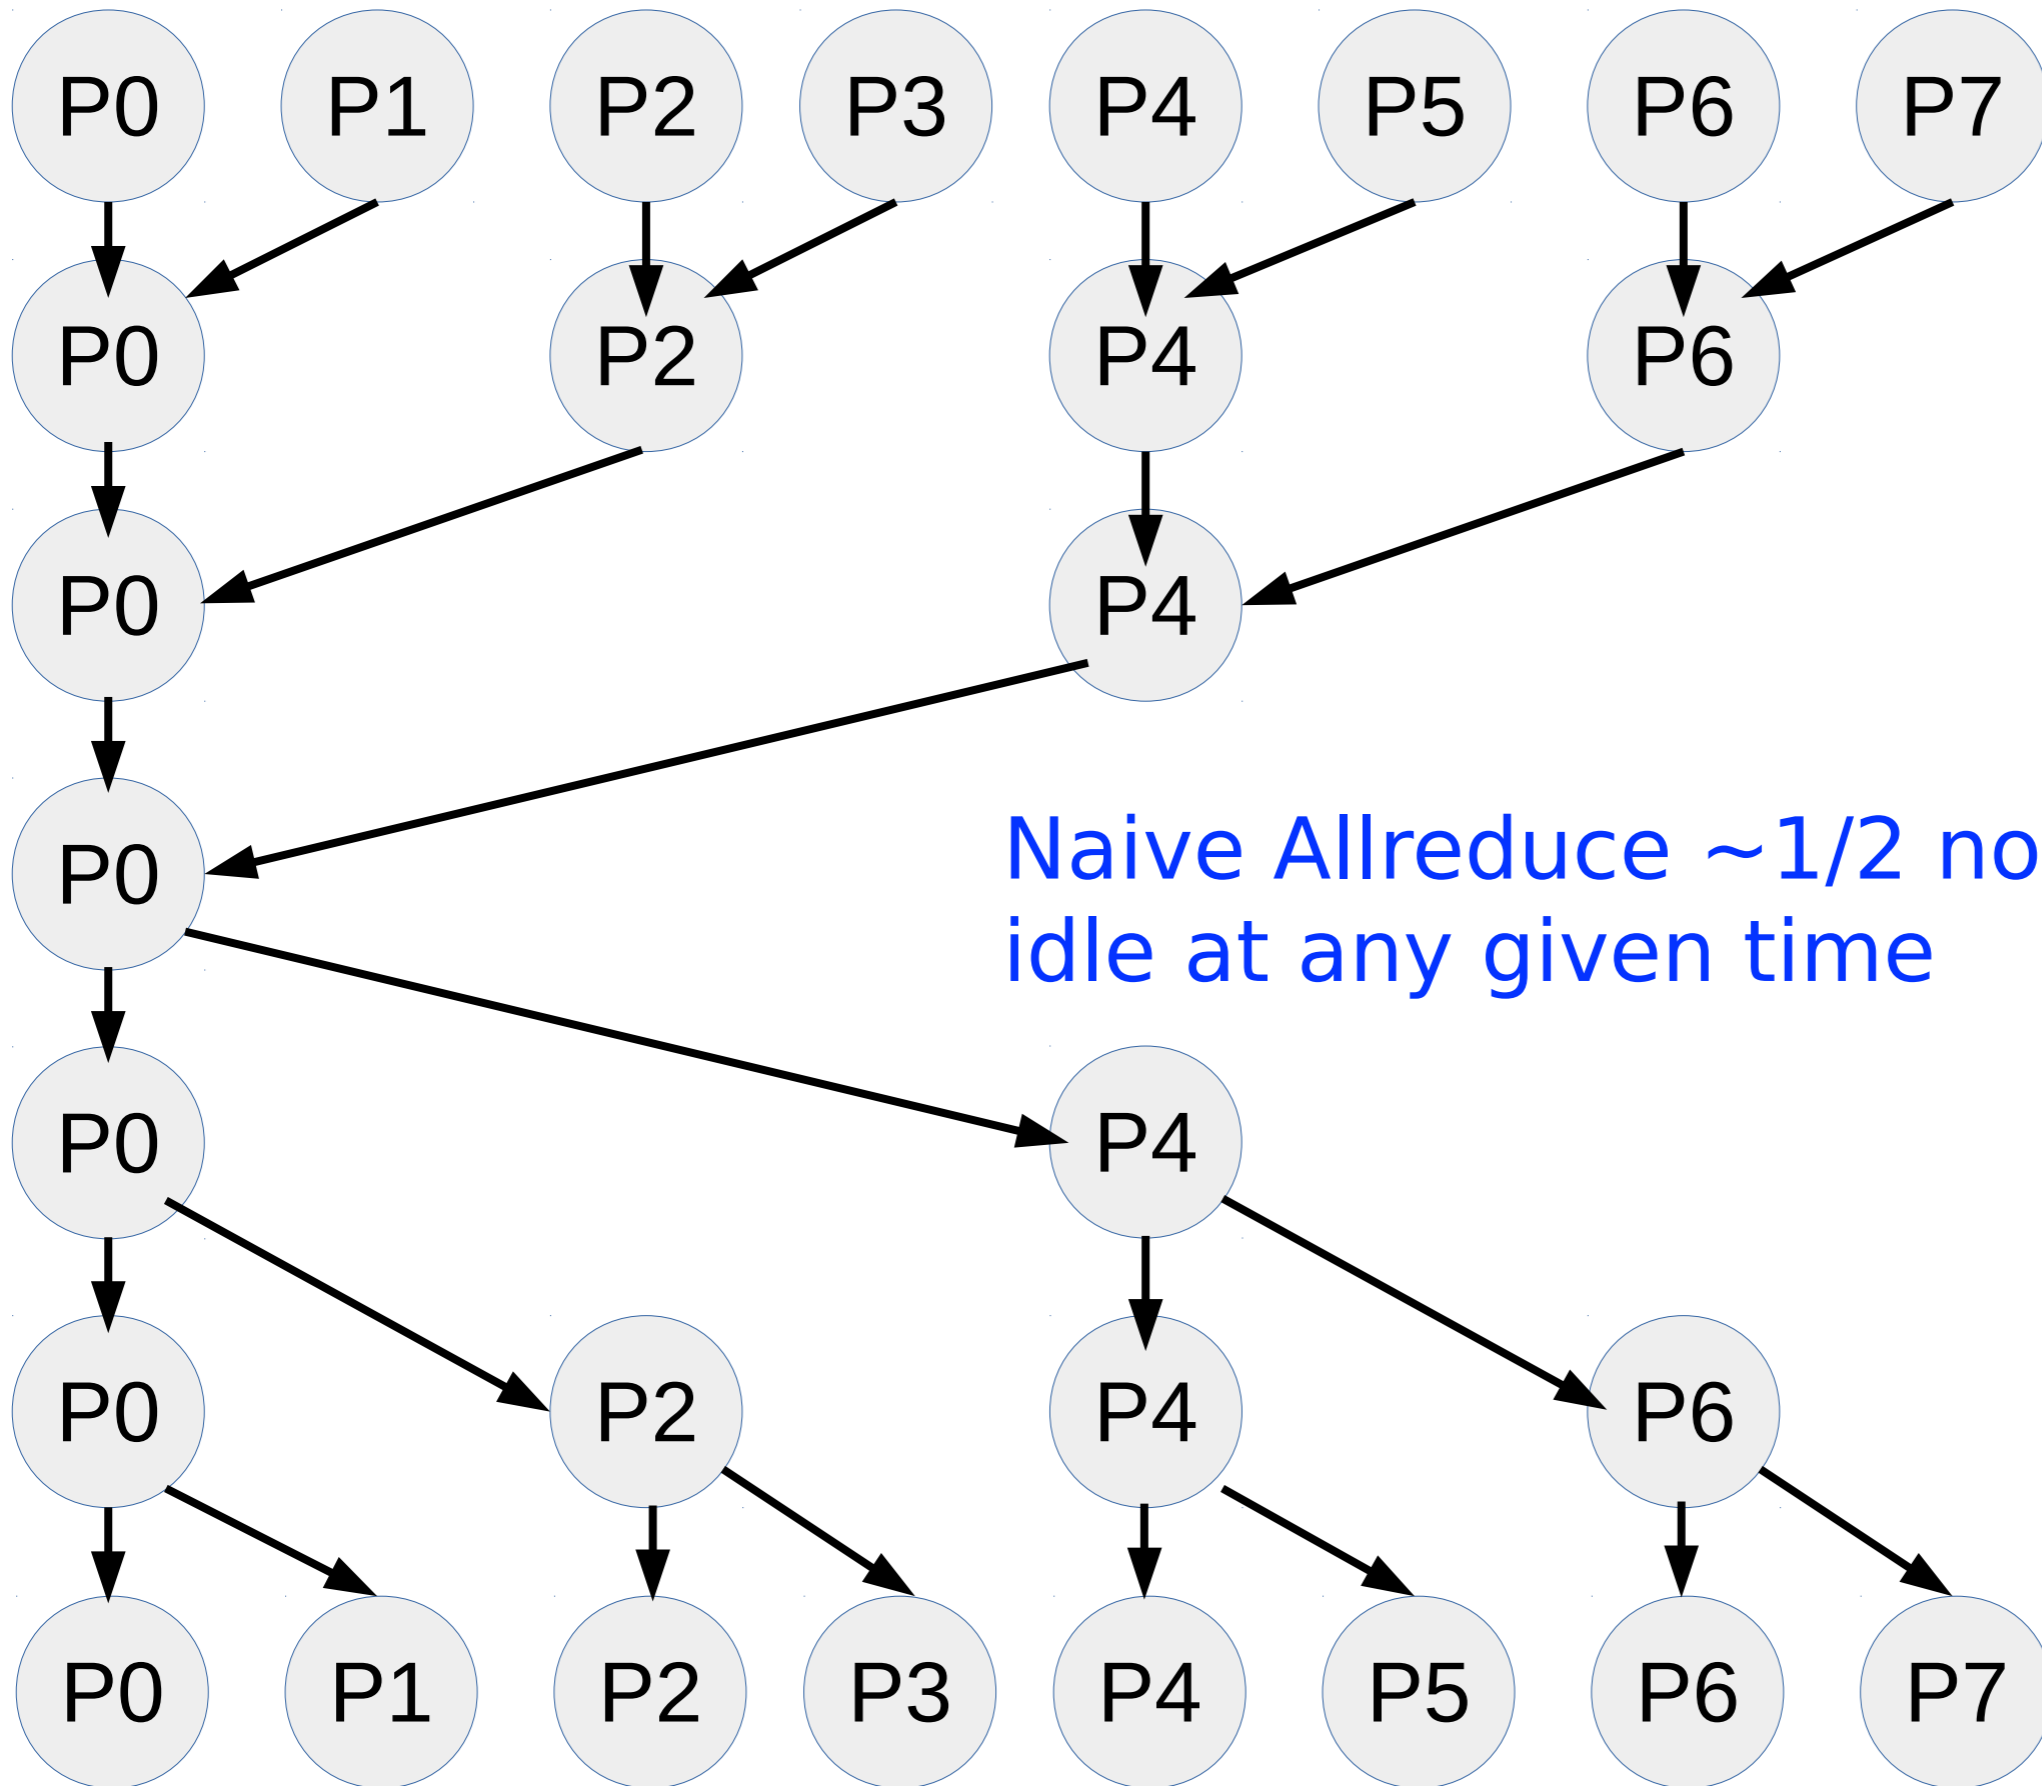 P0 P1 P2 P3 P4 P5 P6 P7
P0 P2 P4 P6
P0 P4
P0
Naive Allreduce ~1/2 no
idle at any given time
P0 P4
P0 P2 P4 P6
P0 P1 P2 P3 P4 P5 P6 P7